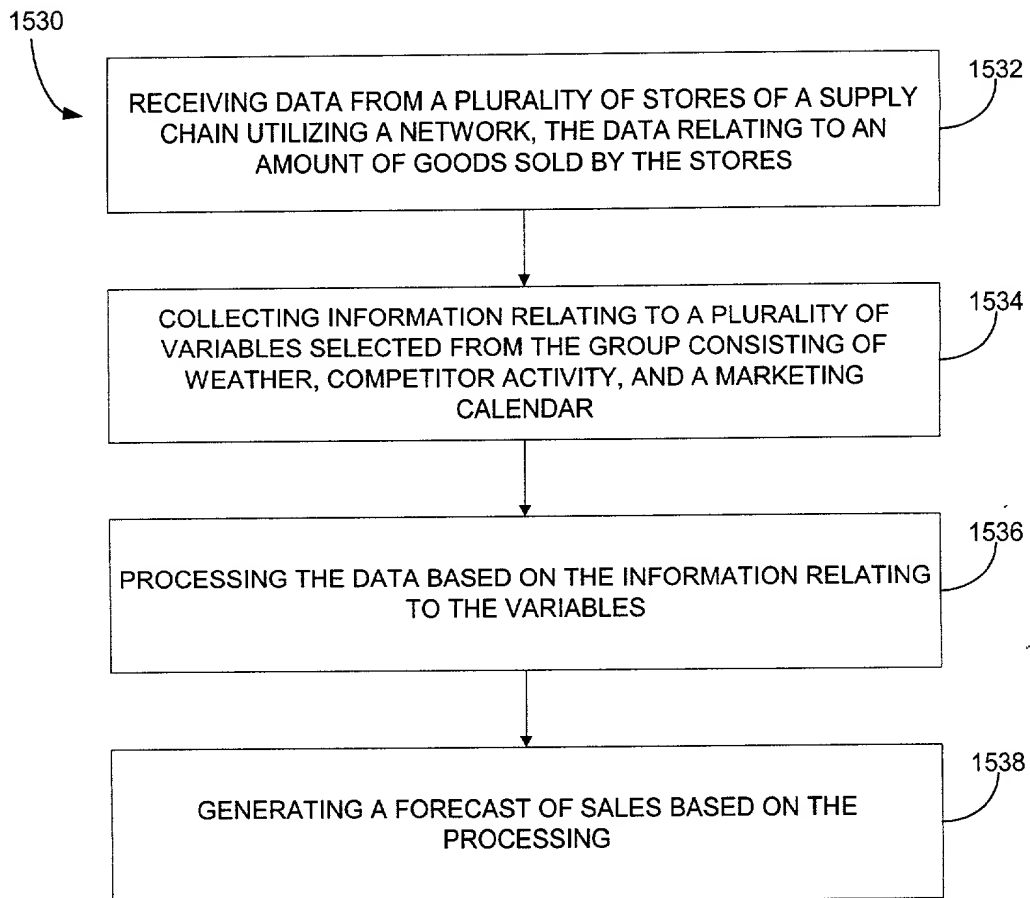 1530
1532
RECEIVING DATA FROM A PLURALITY OF STORES OF A SUPPLY
CHAIN UTILIZING A NETWORK, THE DATA RELATING TO AN
AMOUNT OF GOODS SOLD BY THE STORES
1534
COLLECTING INFORMATION RELATING TO A PLURALITY OF
VARIABLES SELECTED FROM THE GROUP CONSISTING OF
WEATHER, COMPETITOR ACTIVITY, AND A MARKETING
CALENDAR
1536
PROCESSING THE DATA BASED ON THE INFORMATION RELATING
TO THE VARIABLES
1538
GENERATING A FORECAST OF SALES BASED ON THE
PROCESSING